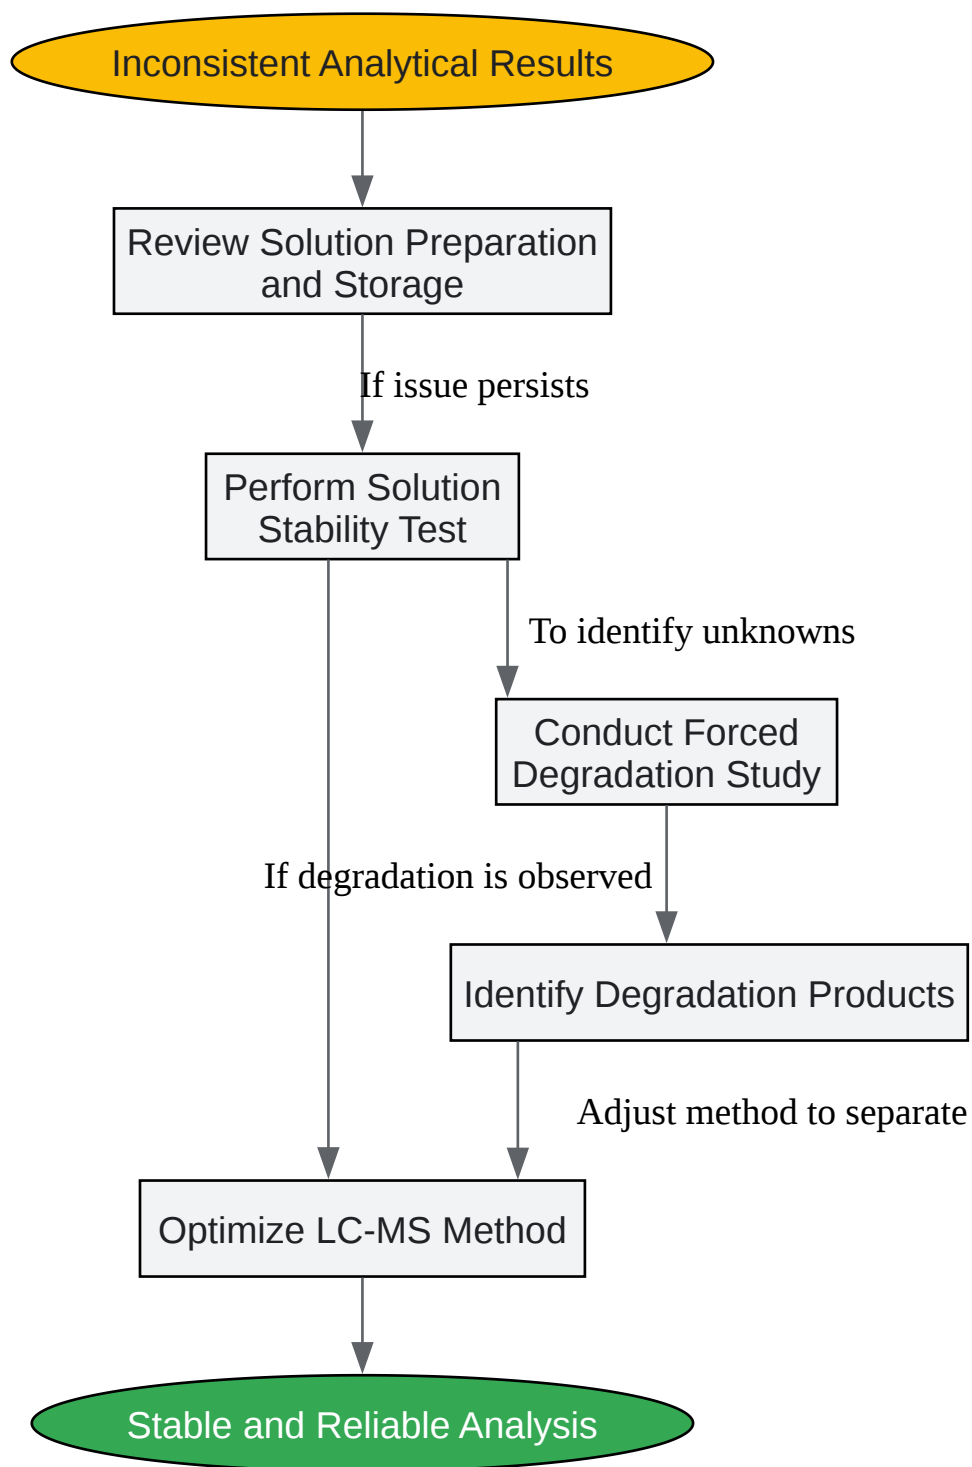 Inconsistent Analytical Results
Review Solution Preparation
and Storage
If issue persists
Perform Solution
Stability Test
To identify unknowns
Conduct Forced
Degradation Study
If degradation is observed
Identify Degradation Products
Adjust method to separate
Optimize LC-MS Method
Stable and Reliable Analysis